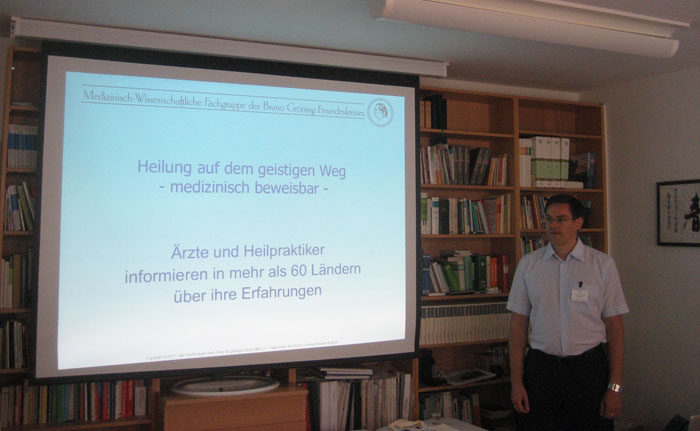 Medizinisch-Wissenschaftliche Fachgruppe des Bruno Gröning-Freundeskreises
Heilung auf dem geistigen Weg
- medizinisch beweisbar -
Ärzte und Heilpraktiker
informieren in mehr als 60 Ländern
über ihre Erfahrungen